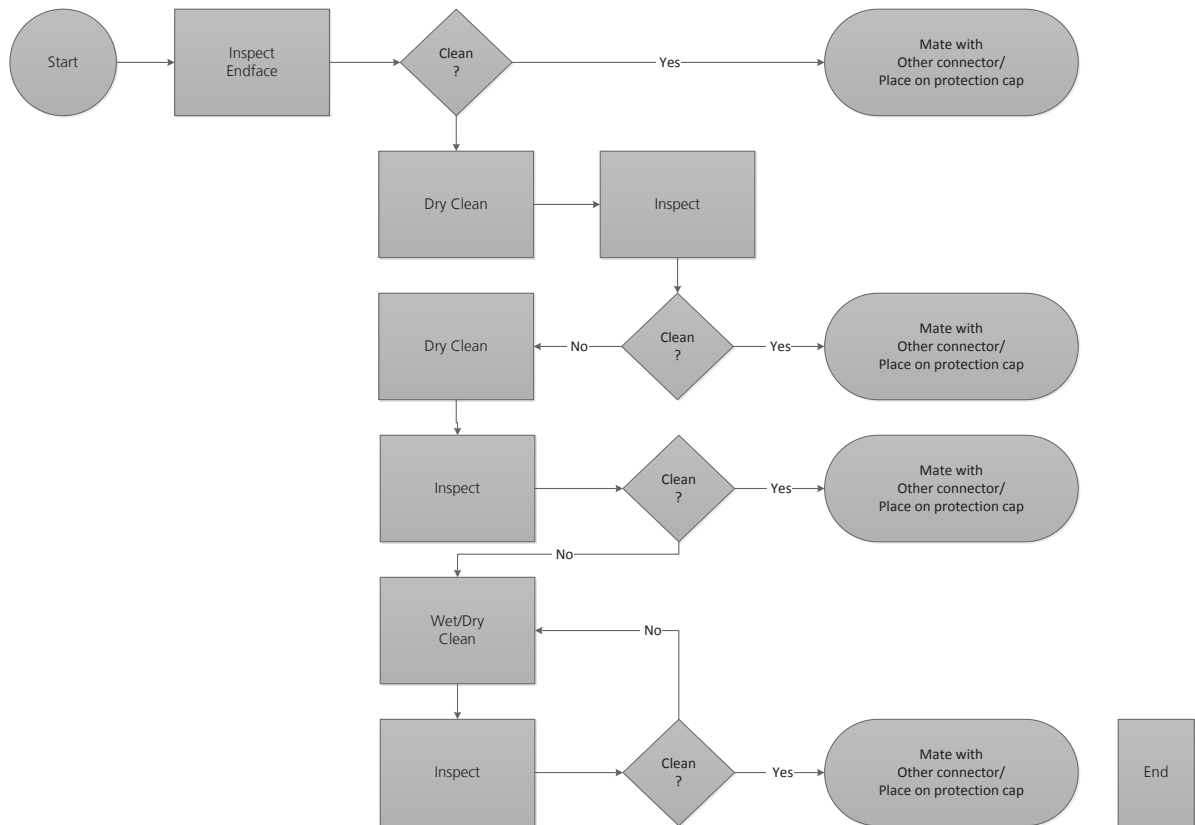 Start
Inspect
Endface
Clean
?
Yes
Mate with
Other connector/
Place on protection cap
Dry Clean
Inspect
Dry Clean
No
Clean
?
Yes
Mate with
Other connector/
Place on protection cap
Inspect
Clean
?
Yes
Mate with
Other connector/
Place on protection cap
No
Wet/Dry
Clean
No
Inspect
Clean
?
Yes
Mate with
Other connector/
Place on protection cap
End